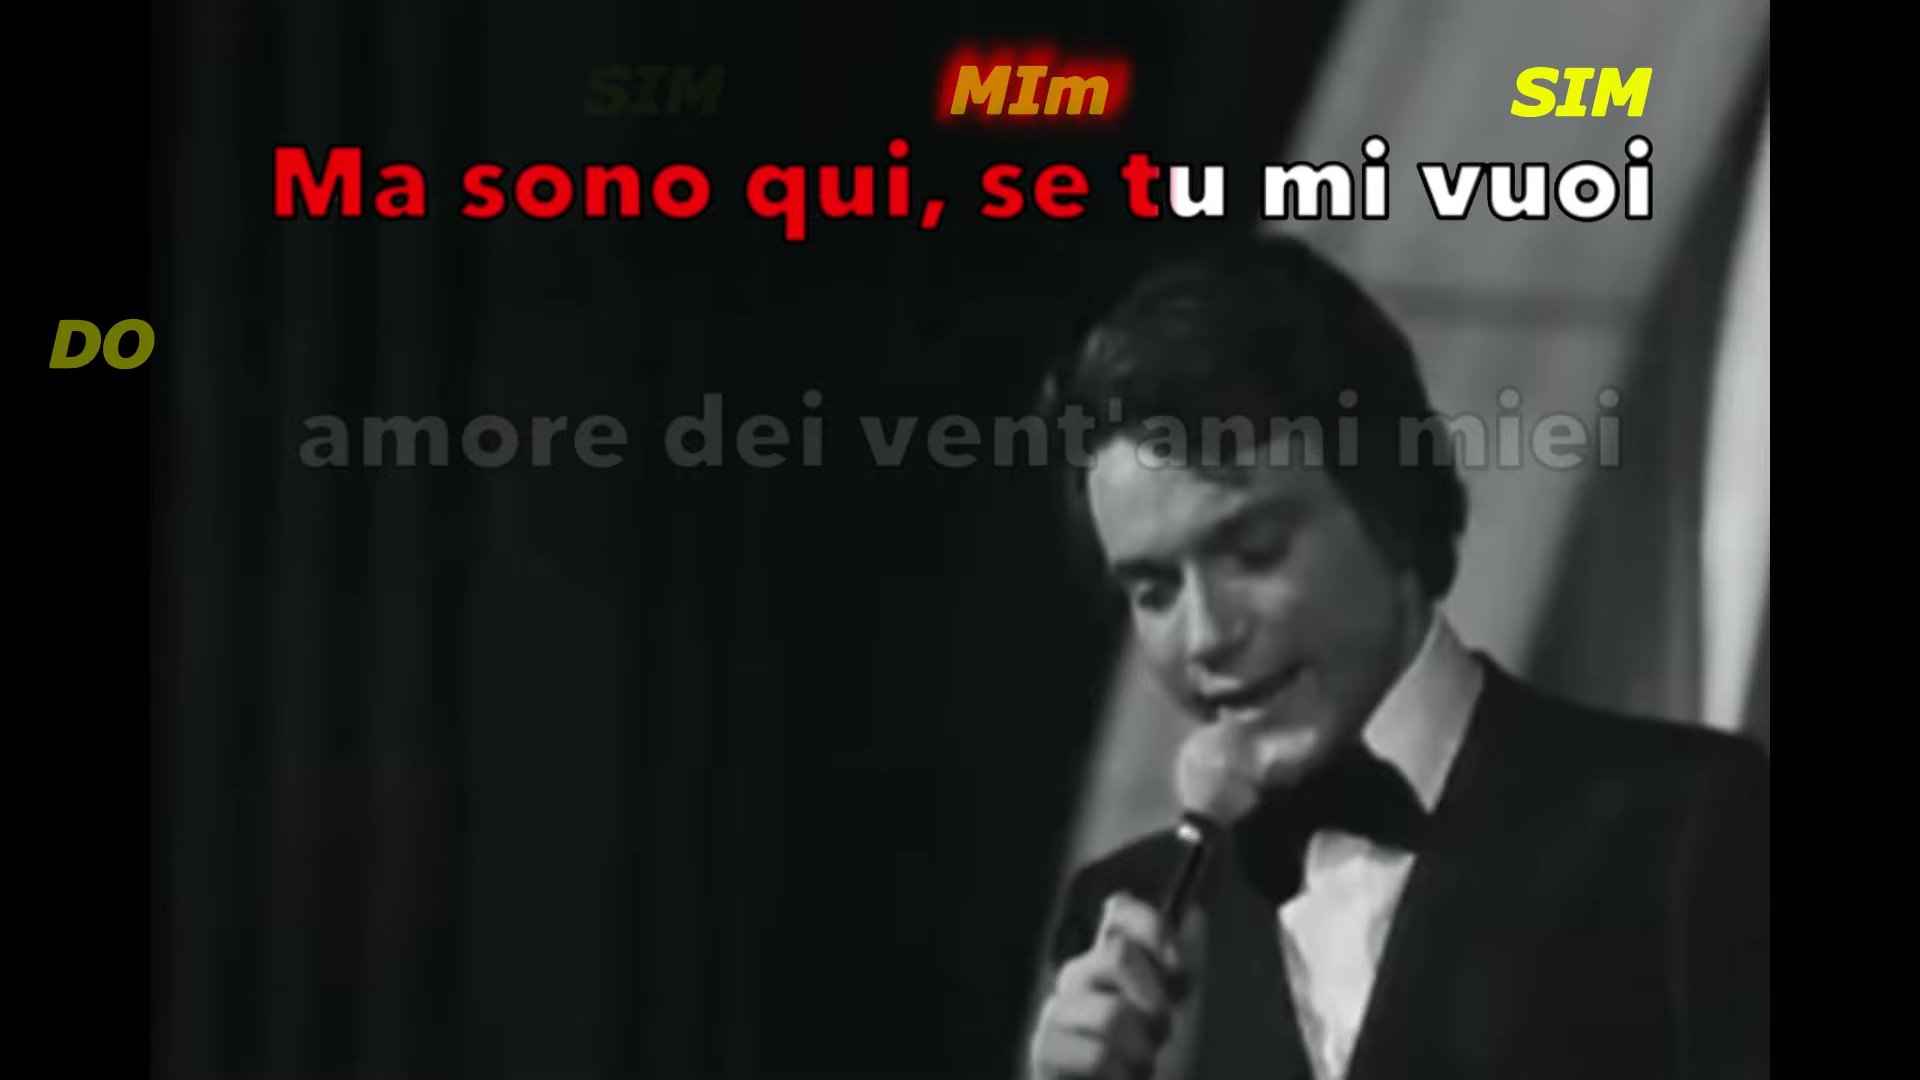 SIM MIm SIM
Ma sono qui, se tu mi vuoi
DO
amore dei vent'anni miei